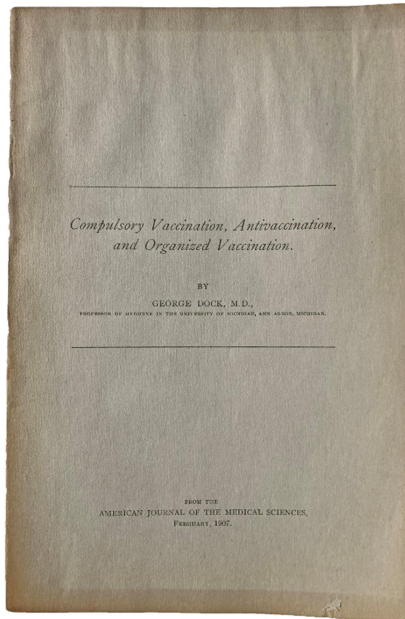 Compulsory Vaccination, Antivaccination,
and Organized Vaccination.
BY
GEORGE DOCK, M.D.,
PROFESSOR OF MEDICINE IN THE UNIVERSITY OF MICHIGAN, ANN ARBOR, MICHIGAN.
FROM THE
AMERICAN JOURNAL OF THE MEDICAL SCIENCES,
FEBRUARY, 1907.